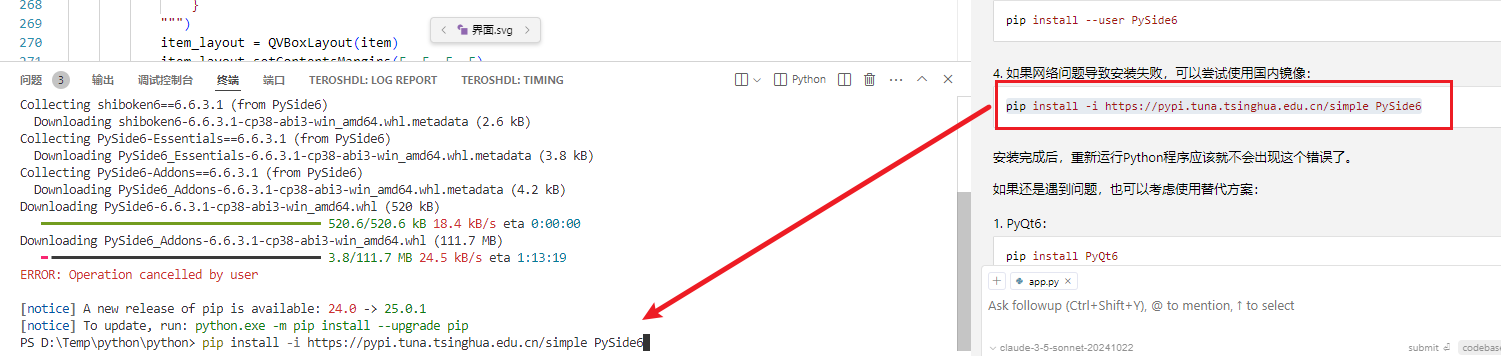 268 }
269 """)
270 item_layout = QVBoxLayout(item)
271 item_layout.setContentsMargins(5, 5, 5, 5)
界面.svg
问题 3 输出 调试控制台 终端 端口 TEROSHDL: LOG REPORT TEROSHDL: TIMING Python
Collecting shiboken6==6.6.3.1 (from PySide6)
Downloading shiboken6-6.6.3.1-cp38-abi3-win_amd64.whl.metadata (2.6 kB)
Collecting PySide6-Essentials==6.6.3.1 (from PySide6)
Downloading PySide6_Essentials-6.6.3.1-cp38-abi3-win_amd64.whl.metadata (3.8 kB)
Collecting PySide6-Addons==6.6.3.1 (from PySide6)
Downloading PySide6_Addons-6.6.3.1-cp38-abi3-win_amd64.whl.metadata (4.2 kB)
Downloading PySide6-6.6.3.1-cp38-abi3-win_amd64.whl (520 kB)
520.6/520.6 kB 18.4 kB/s eta 0:00:00
Downloading PySide6_Addons-6.6.3.1-cp38-abi3-win_amd64.whl (111.7 MB)
3.8/111.7 MB 24.5 kB/s eta 1:13:19
ERROR: Operation cancelled by user
[notice] A new release of pip is available: 24.0 -> 25.0.1
[notice] To update, run: python.exe -m pip install --upgrade pip
PS D:\Temp\python\python> pip install -i https://pypi.tuna.tsinghua.edu.cn/simple PySide6
pip install --user PySide6
4. 如果网络问题导致安装失败，可以尝试使用国内镜像：
pip install -i https://pypi.tuna.tsinghua.edu.cn/simple PySide6
安装完成后，重新运行Python程序应该就不会出现这个错误了。
如果还是遇到问题，也可以考虑使用替代方案：
1. PyQt6：
pip install PyQt6
app.py
Ask followup (Ctrl+Shift+Y), @ to mention, ↑ to select
claude-3-5-sonnet-20241022 submit codebase